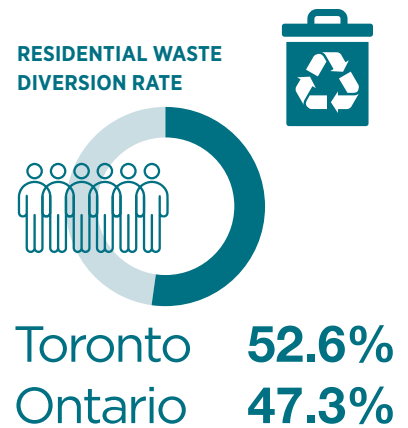 RESIDENTIAL WASTE
DIVERSION RATE
Toronto 52.6%
Ontario 47.3%